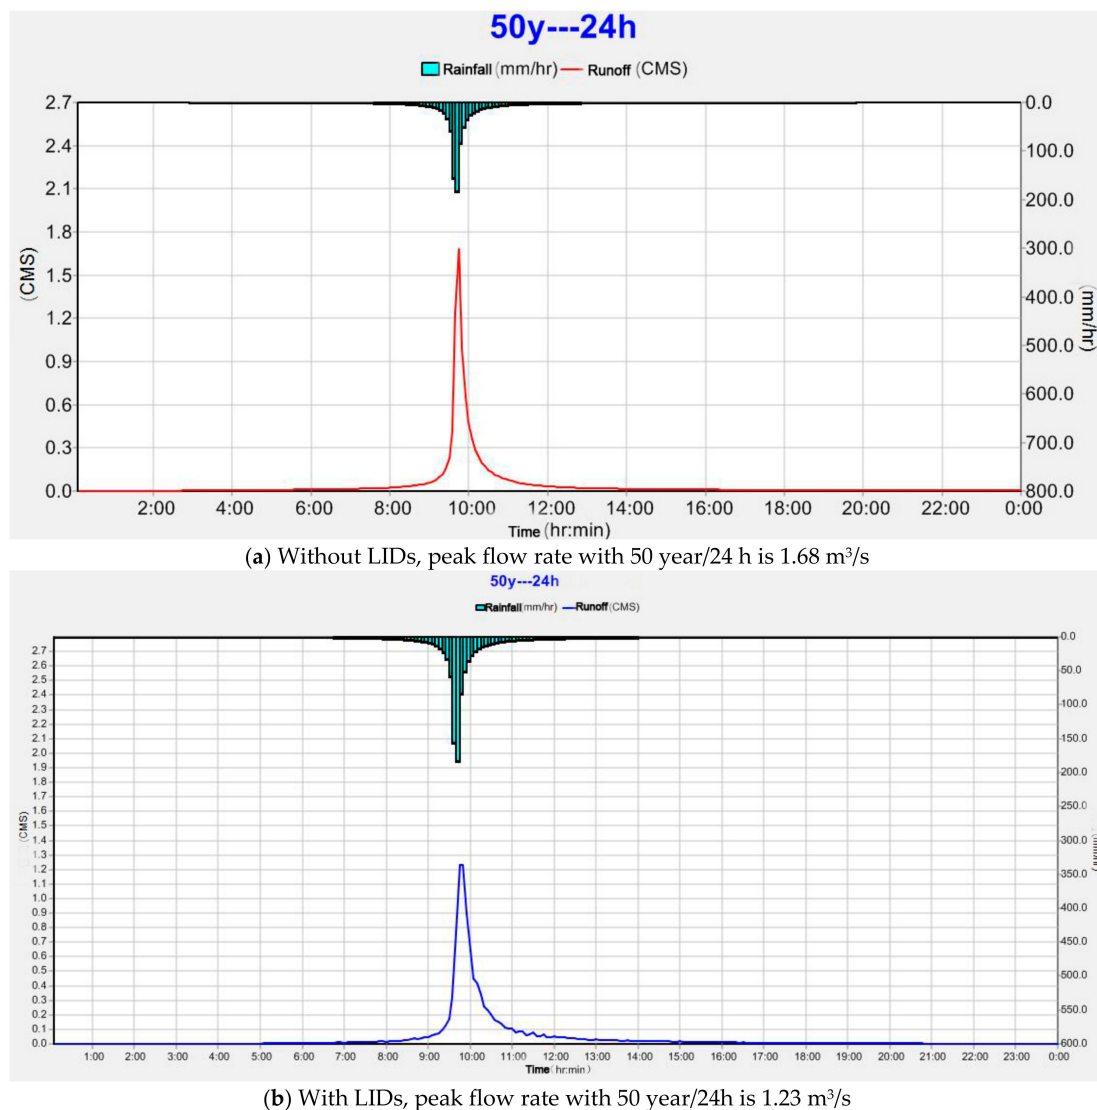 50y---24h
Rainfall (mm/hr) Runoff (CMS)
2.7 0.0
2.4 100.0
2.1 200.0
1.8 300.0
1.5 400.0
1.2 500.0
0.9 600.0
0.6 700.0
0.3 800.0
0.0
(CMS)
(mm/hr)
2:00 4:00 6:00 8:00 10:00 12:00 14:00 16:00 18:00 20:00 22:00 0:00
Time (hr:min)
(a) Without LIDs, peak flow rate with 50 year/24 h is 1.68 m³/s
50y---24h
Rainfall(mm/hr) Runoff(CMS)
2.7 0.0
2.6 50.0
2.5 100.0
2.4 150.0
2.3 200.0
2.2 250.0
2.1 300.0
2.0 350.0
1.9 400.0
1.8 450.0
1.7 500.0
1.6 550.0
1.5 600.0
1.4
1.3
1.2
1.1
1.0
0.9
0.8
0.7
0.6
0.5
0.4
0.3
0.2
0.1
0.0
(CMS)
1:00 2:00 3:00 4:00 5:00 6:00 7:00 8:00 9:00 10:00 11:00 12:00 13:00 14:00 15:00 16:00 17:00 18:00 19:00 20:00 21:00 22:00 23:00 0:00
Time(hr:min)
(b) With LIDs, peak flow rate with 50 year/24h is 1.23 m³/s